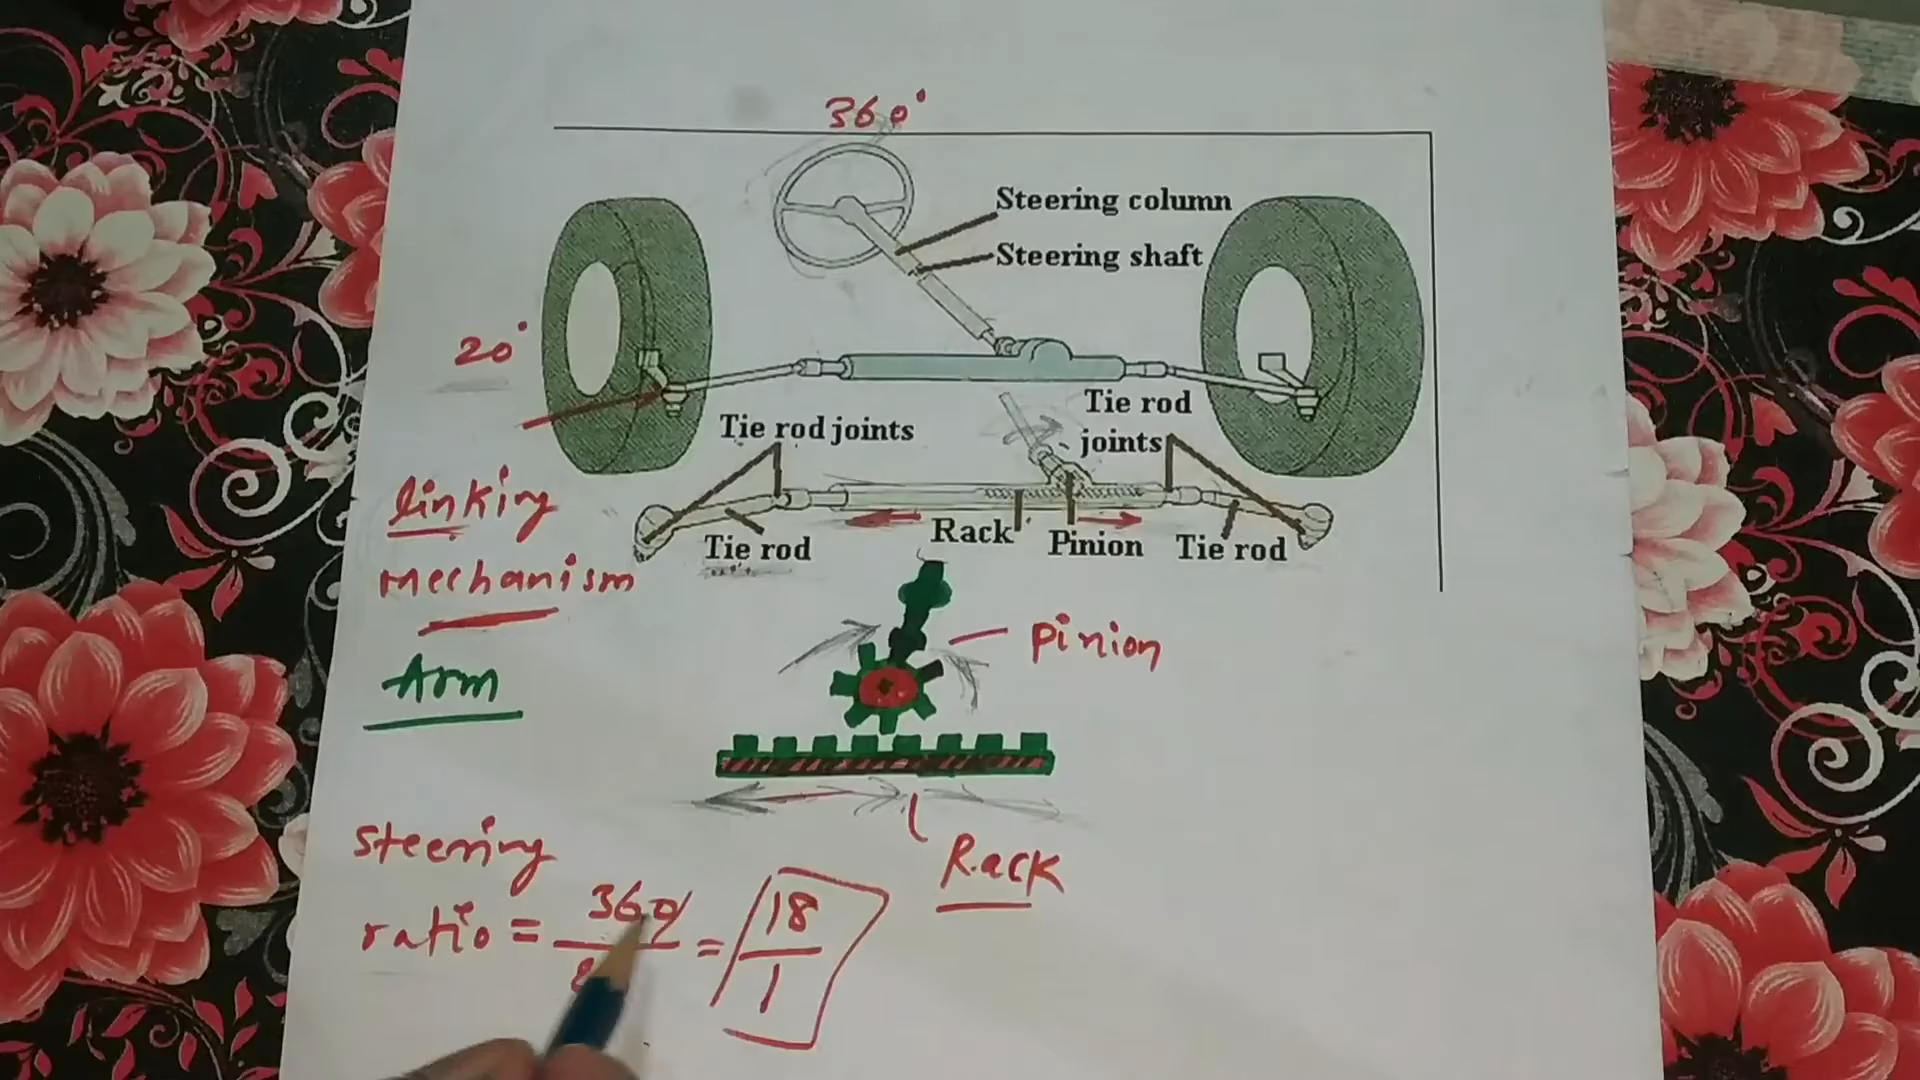 360°
Steering column
Steering shaft
20°
Tie rod joints
Tie rod
joints
Rack
Pinion
Tie rod
Tie rod
linking
mechanism
Arm
Pinion
Rack
Steering
ratio = 360 / = 18 / 1